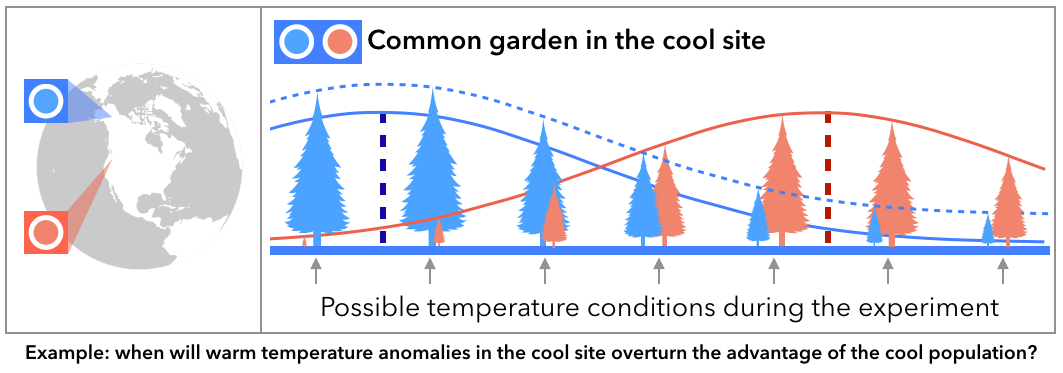 Common garden in the cool site
Possible temperature conditions during the experiment
Example: when will warm temperature anomalies in the cool site overturn the advantage of the cool population?